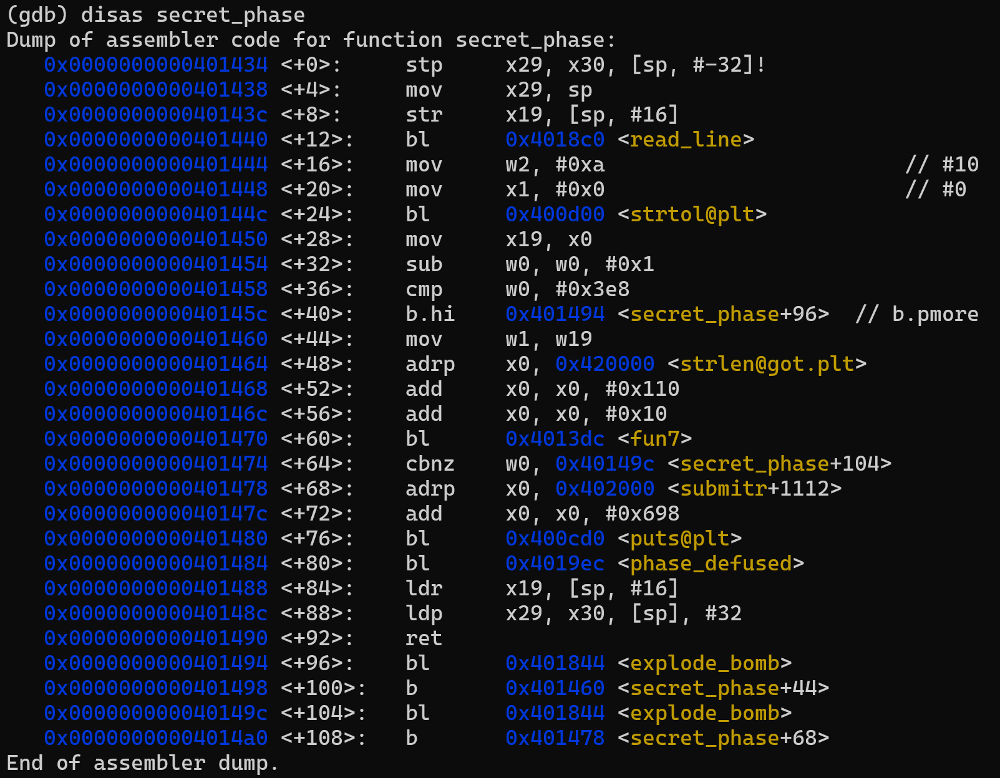 (gdb) disas secret_phase
Dump of assembler code for function secret_phase:
   0x0000000000401434 <+0>:	stp	x29, x30, [sp, #-32]!
   0x0000000000401438 <+4>:	mov	x29, sp
   0x000000000040143c <+8>:	str	x19, [sp, #16]
   0x0000000000401440 <+12>:	bl	0x4018c0 <read_line>
   0x0000000000401444 <+16>:	mov	w2, #0xa                   	// #10
   0x0000000000401448 <+20>:	mov	x1, #0x0                   	// #0
   0x000000000040144c <+24>:	bl	0x400d00 <strtol@plt>
   0x0000000000401450 <+28>:	mov	x19, x0
   0x0000000000401454 <+32>:	sub	w0, w0, #0x1
   0x0000000000401458 <+36>:	cmp	w0, #0x3e8
   0x000000000040145c <+40>:	b.hi	0x401494 <secret_phase+96>  // b.pmore
   0x0000000000401460 <+44>:	mov	w1, w19
   0x0000000000401464 <+48>:	adrp	x0, 0x420000 <strlen@got.plt>
   0x0000000000401468 <+52>:	add	x0, x0, #0x110
   0x000000000040146c <+56>:	add	x0, x0, #0x10
   0x0000000000401470 <+60>:	bl	0x4013dc <fun7>
   0x0000000000401474 <+64>:	cbnz	w0, 0x40149c <secret_phase+104>
   0x0000000000401478 <+68>:	adrp	x0, 0x402000 <submitr+1112>
   0x000000000040147c <+72>:	add	x0, x0, #0x698
   0x0000000000401480 <+76>:	bl	0x400cd0 <puts@plt>
   0x0000000000401484 <+80>:	bl	0x4019ec <phase_defused>
   0x0000000000401488 <+84>:	ldr	x19, [sp, #16]
   0x000000000040148c <+88>:	ldp	x29, x30, [sp], #32
   0x0000000000401490 <+92>:	ret
   0x0000000000401494 <+96>:	bl	0x401844 <explode_bomb>
   0x0000000000401498 <+100>:	b	0x401460 <secret_phase+44>
   0x000000000040149c <+104>:	bl	0x401844 <explode_bomb>
   0x00000000004014a0 <+108>:	b	0x401478 <secret_phase+68>
End of assembler dump.